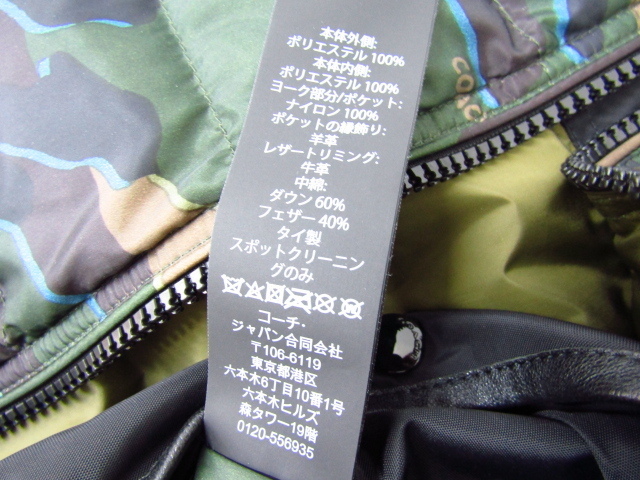 本体外側:
ポリエステル 100%
本体内側:
ポリエステル 100%
ヨーク部分/ポケット:
ナイロン 100%
ポケットの縁飾り:
羊革
レザートリミング:
牛革
中綿:
ダウン 60%
フェザー 40%
タイ製
スポットクリーニン
グのみ
コーチ・
ジャパン合同会社
〒106-6119
東京都港区
六本木6丁目10番1号
六本木ヒルズ
森タワー19階
0120-556935
COAC